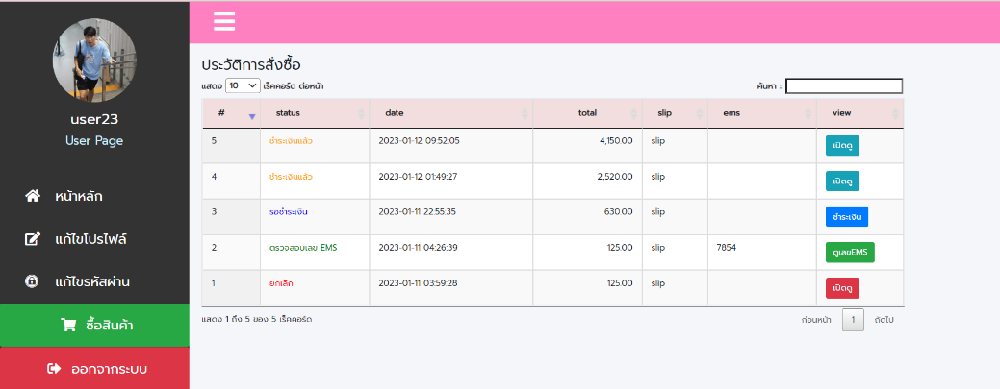 user23
User Page
หน้าหลัก
แก้ไขโปรไฟล์
แก้ไขรหัสผ่าน
ซื้อสินค้า
ออกจากระบบ
ประวัติการสั่งซื้อ
แสดง 10 เร็คคอร์ด ต่อหน้า ค้นหา :
# status date total slip ems view
5 ชำระเงินแล้ว 2023-01-12 09:52:05 4,150.00 slip เปิดดู
4 ชำระเงินแล้ว 2023-01-12 01:49:27 2,520.00 slip เปิดดู
3 รอชำระเงิน 2023-01-11 22:55:35 630.00 slip ชำระเงิน
2 ตรวจสอบเลข EMS 2023-01-11 04:26:39 125.00 slip 7854 ดูเลขEMS
1 ยกเลิก 2023-01-11 03:59:28 125.00 slip เปิดดู
แสดง 1 ถึง 5 ของ 5 เร็คคอร์ด ก่อนหน้า 1 ถัดไป